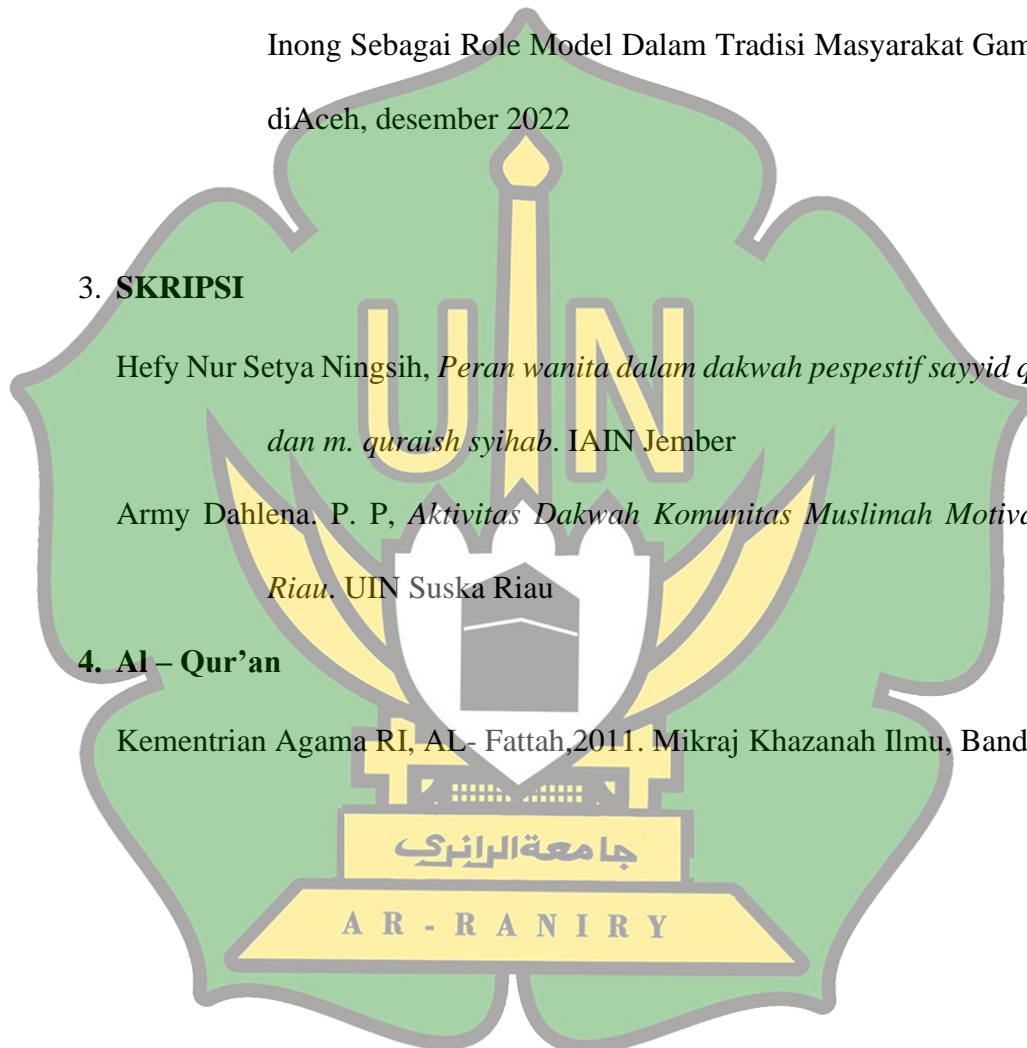 Inong Sebagai Role Model Dalam Tradisi Masyarakat Gam
diAceh, desember 2022
3. SKRIPSI
Hefy Nur Setya Ningsih, Peran wanita dalam dakwah pespestif sayyid q
dan m. quraish syihab. IAIN Jember
Army Dahlena. P. P, Aktivitas Dakwah Komunitas Muslimah Motiva
Riau. UIN Suska Riau
4. Al – Qur’an
Kementrian Agama RI, AL- Fattah,2011. Mikraj Khazanah Ilmu, Band
UIN
جامعة الرانري
AR-RANIRY